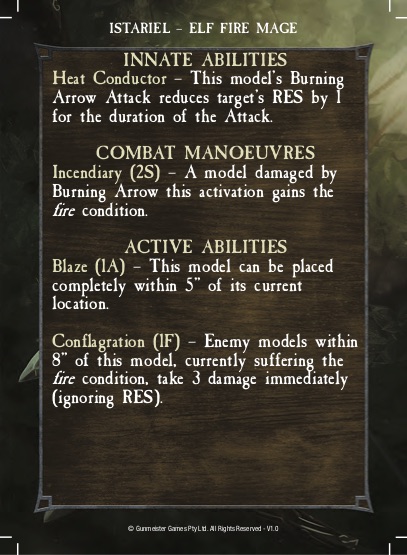 ISTARIEL – ELF FIRE MAGE
INNATE ABILITIES
Heat Conductor – This model's Burning
Arrow Attack reduces target's RES by 1
for the duration of the Attack.
COMBAT MANOEUVRES
Incendiary (2S) – A model damaged by
Burning Arrow this activation gains the
fire condition.
ACTIVE ABILITIES
Blaze (1A) – This model can be placed
completely within 5" of its current
location.
Conflagration (1F) – Enemy models within
8" of this model, currently suffering the
fire condition, take 3 damage immediately
(ignoring RES).
© Gunmeister Games Pty Ltd. All Rights Reserved - V1.0